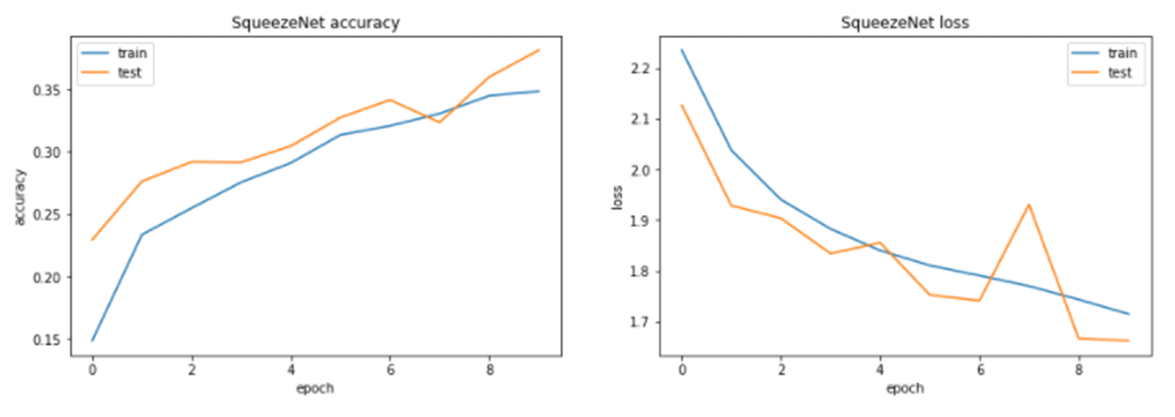 SqueezeNet accuracy
train
test
0.35
0.30
0.25
0.20
0.15
accuracy
0 2 4 6 8
epoch
SqueezeNet loss
train
test
2.2
2.1
2.0
1.9
1.8
1.7
loss
0 2 4 6 8
epoch